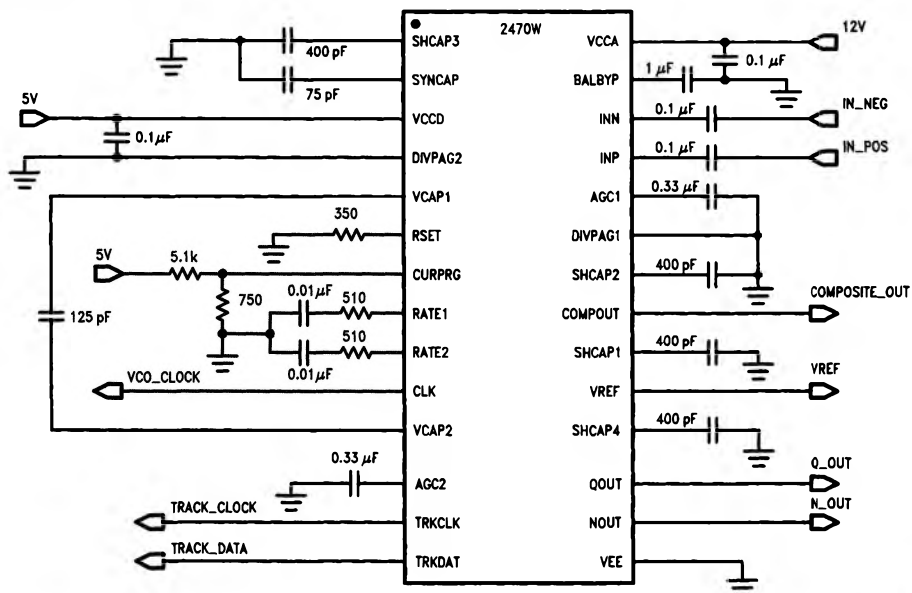 2470W
SHCAP3
VCCA
12V
400 pF
0.1 μF
SYNCAP
1 μF
BALBYP
75 pF
5V
VCCD
0.1 μF
INN
IN_NEG
0.1 μF
DIVPAG2
0.1 μF
INP
IN_POS
VCAP1
0.33 μF
AGC1
350
RSET
DIVPAG1
5V
5.1k
CURPRG
400 pF
SHCAP2
750
0.01 μF
510
RATE1
COMPOUT
COMPOSITE_OUT
125 pF
510
RATE2
400 pF
SHCAP1
0.01 μF
VCO_CLOCK
CLK
VREF
VREF
VCAP2
400 pF
SHCAP4
0.33 μF
AGC2
QOUT
Q_OUT
TRACK_CLOCK
TRKCLK
NOUT
N_OUT
TRACK_DATA
TRKDAT
VEE